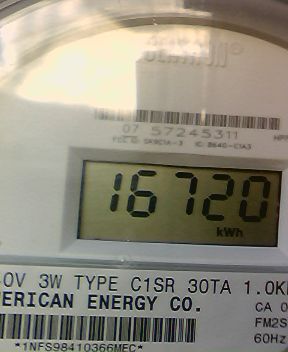 07 57245311
16720
kWh
0V 3W TYPE C1SR 30TA 1.0K
ERICAN ENERGY CO.
CA 0
FM2S
60Hz
*1NFS98410366MEC*